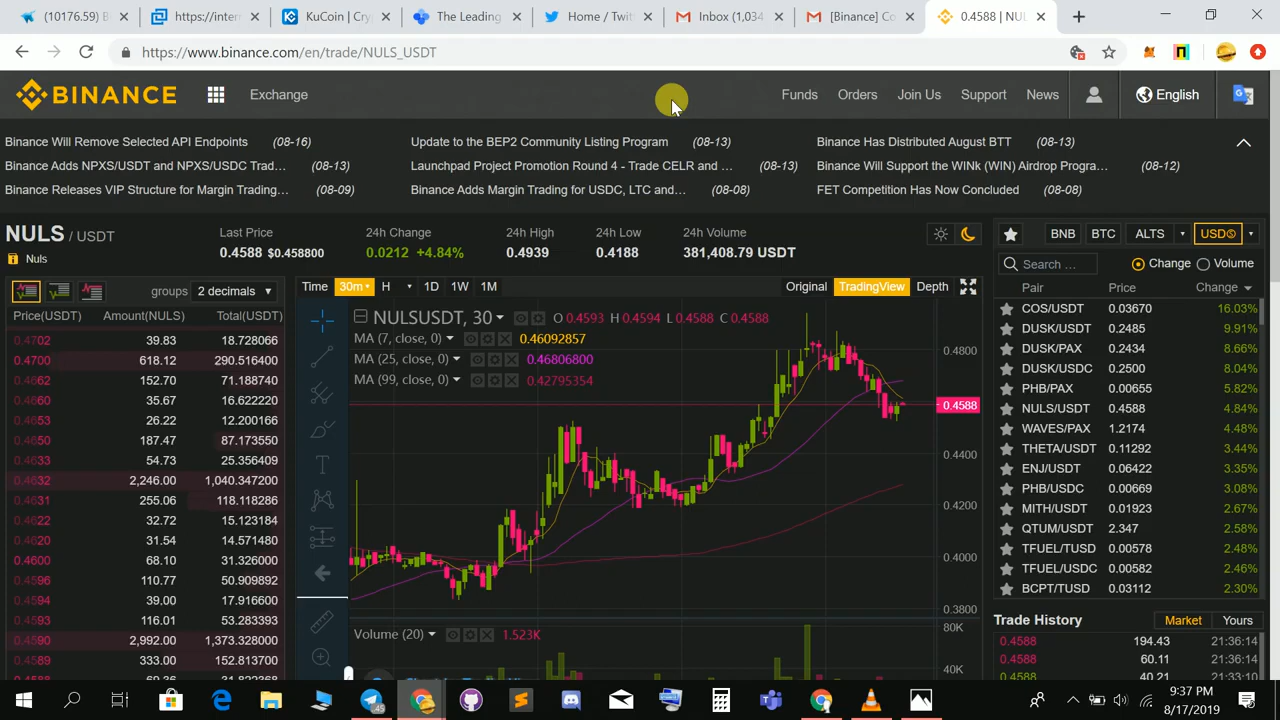 (10176.59) B
https://inter
KuCoin | Cry
The Leading
Home / Twit
Inbox (1,034
[Binance] Co
0.4588 | NUL
https://www.binance.com/en/trade/NULS_USDT
BINANCE
Exchange
Funds
Orders
Join Us
Support
News
English
Binance Will Remove Selected API Endpoints (08-16)
Update to the BEP2 Community Listing Program (08-13)
Binance Has Distributed August BTT (08-13)
Binance Adds NPXS/USDT and NPXS/USDC Trad... (08-13)
Launchpad Project Promotion Round 4 - Trade CELR and ... (08-13)
Binance Will Support the WINk (WIN) Airdrop Progra... (08-12)
Binance Releases VIP Structure for Margin Trading... (08-09)
Binance Adds Margin Trading for USDC, LTC and... (08-08)
FET Competition Has Now Concluded (08-08)
NULS / USDT
Nuls
Last Price
0.4588 $0.458800
24h Change
0.0212 +4.84%
24h High
0.4939
24h Low
0.4188
24h Volume
381,408.79 USDT
BNB
BTC
ALTS
USDⓈ
Search ...
Change
Volume
groups 2 decimals
Time 30m H 1D 1W 1M
Original TradingView Depth
Price(USDT) Amount(NULS) Total(USDT)
0.4702 39.83 18.728066
0.4700 618.12 290.516400
0.4662 152.70 71.188740
0.4660 35.67 16.622220
0.4653 26.22 12.200166
0.4650 187.47 87.173550
0.4633 54.73 25.356409
0.4632 2,246.00 1,040.347200
0.4631 255.06 118.118286
0.4622 32.72 15.123184
0.4620 31.54 14.571480
0.4600 68.10 31.326000
0.4596 110.77 50.909892
0.4594 39.00 17.916600
0.4593 116.01 53.283393
0.4590 2,992.00 1,373.328000
0.4589 333.00 152.813700
NULSUSDT, 30
O 0.4593 H 0.4594 L 0.4588 C 0.4588
MA (7, close, 0) 0.46092857
MA (25, close, 0) 0.46806800
MA (99, close, 0) 0.42795354
0.4800
0.4588
0.4400
0.4200
0.4000
0.3800
Volume (20) 1.523K
80K
40K
Pair Price Change
COS/USDT 0.03670 16.03%
DUSK/USDT 0.2485 9.91%
DUSK/PAX 0.2434 8.66%
DUSK/USDC 0.2500 8.04%
PHB/PAX 0.00655 5.82%
NULS/USDT 0.4588 4.84%
WAVES/PAX 1.2174 4.48%
THETA/USDT 0.11292 3.44%
ENJ/USDT 0.06422 3.35%
PHB/USDC 0.00669 3.08%
MITH/USDT 0.01923 2.67%
QTUM/USDT 2.347 2.58%
TFUEL/TUSD 0.00578 2.48%
TFUEL/USDC 0.00582 2.46%
BCPT/TUSD 0.03112 2.30%
Trade History
Market
Yours
0.4588 194.43 21:36:14
0.4588 60.11 21:36:14
0.4588 40.21 21:36:14
9:37 PM
8/17/2019